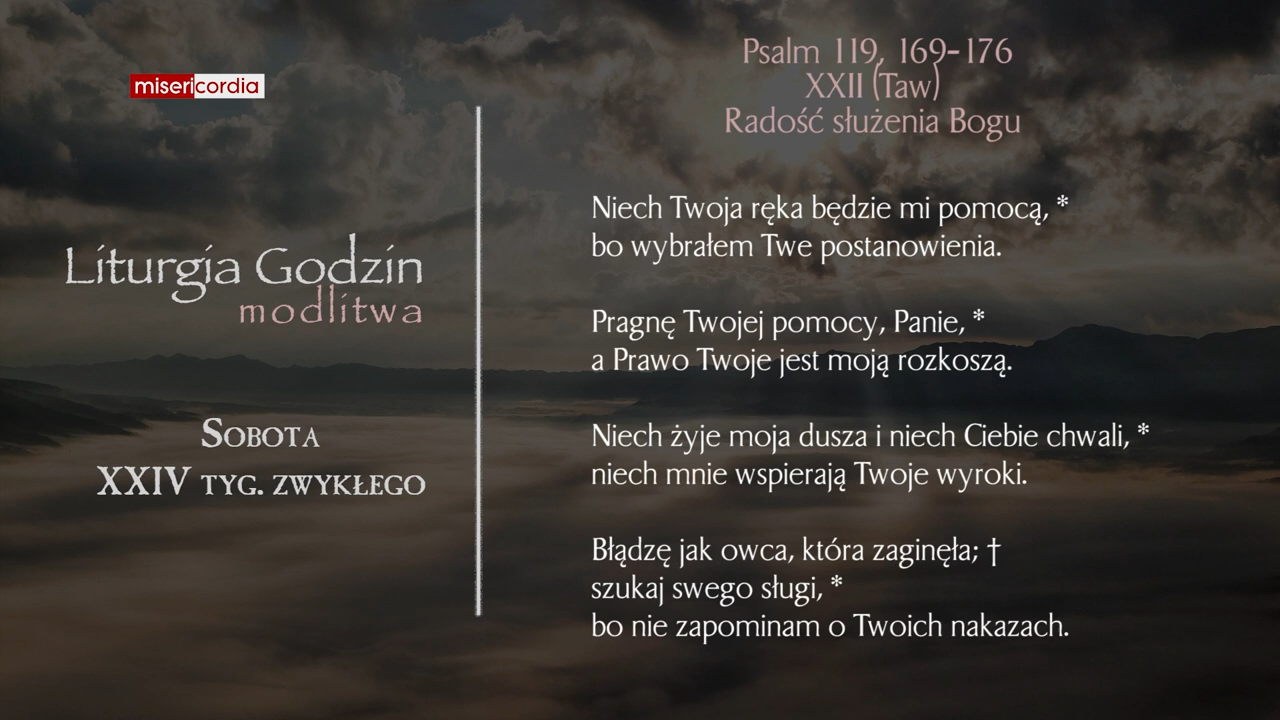 misericordia
Liturgia Godzin
modlitwa
Sobota
XXIV tyg. zwykłego
Psalm 119, 169-176
XXII (Taw)
Radość służenia Bogu
Niech Twoja ręka będzie mi pomocą, *
bo wybrałem Twe postanowienia.
Pragnę Twojej pomocy, Panie, *
a Prawo Twoje jest moją rozkoszą.
Niech żyje moja dusza i niech Ciebie chwali, *
niech mnie wspierają Twoje wyroki.
Błądzę jak owca, która zaginęła; †
szukaj swego sługi, *
bo nie zapominam o Twoich nakazach.